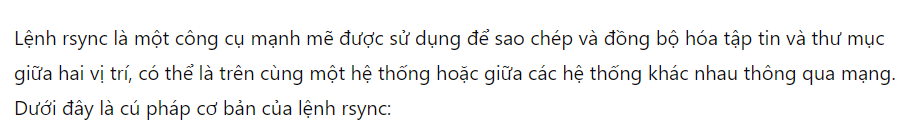 Lệnh rsync là một công cụ mạnh mẽ được sử dụng để sao chép và đồng bộ hóa tập tin và thư mục
giữa hai vị trí, có thể là trên cùng một hệ thống hoặc giữa các hệ thống khác nhau thông qua mạng.
Dưới đây là cú pháp cơ bản của lệnh rsync: